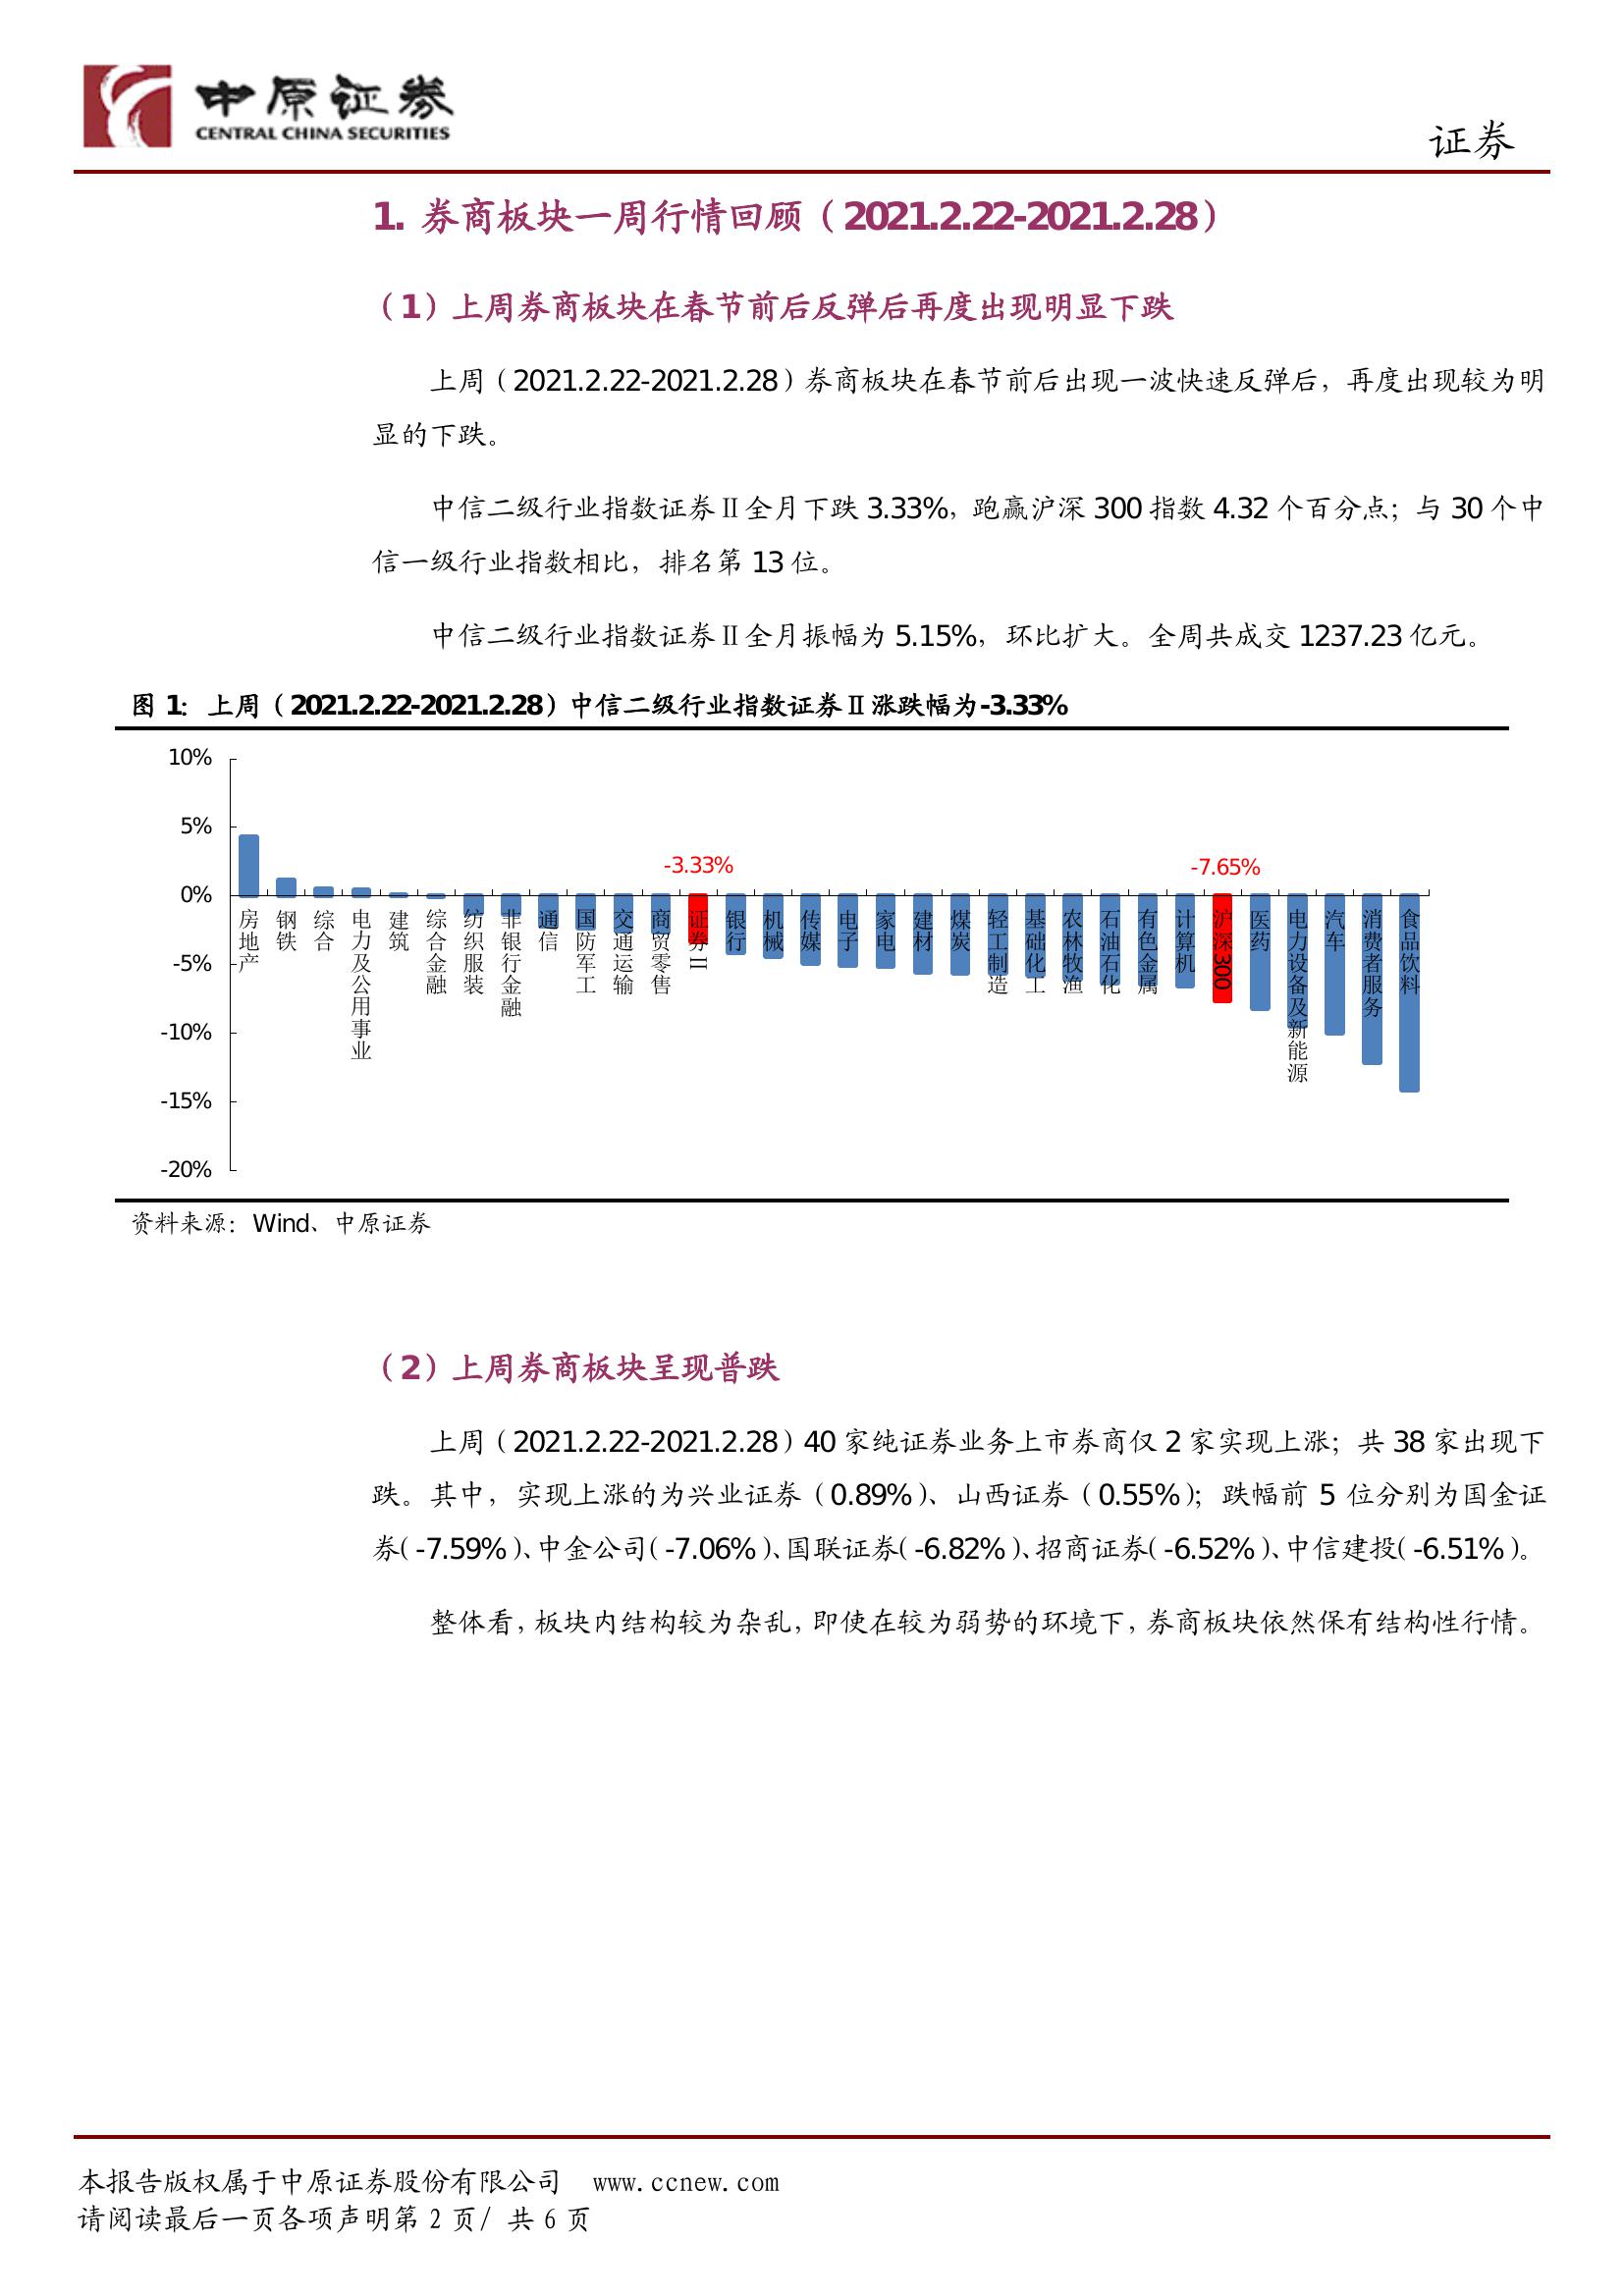 中原证券
CENTRAL CHINA SECURITIES
证券
1. 券商板块一周行情回顾（2021.2.22-2021.2.28）
（1）上周券商板块在春节前后反弹后再度出现明显下跌
上周（2021.2.22-2021.2.28）券商板块在春节前后出现一波快速反弹后，再度出现较为明
显的下跌。
中信二级行业指数证券Ⅱ全月下跌 3.33%，跑赢沪深 300 指数 4.32 个百分点；与 30 个中
信一级行业指数相比，排名第 13 位。
中信二级行业指数证券Ⅱ全月振幅为 5.15%，环比扩大。全周共成交 1237.23 亿元。
图 1：上周（2021.2.22-2021.2.28）中信二级行业指数证券Ⅱ涨跌幅为-3.33%
10%
5%
0%
-5%
-10%
-15%
-20%
-3.33%
-7.65%
房地产
钢铁
综合
电力及公用事业
建筑
综合金融
纺织服装
非银行金融
通信
国防军工
交通运输
商贸零售
证券II
银行
机械
传媒
电子
家电
建材
煤炭
轻工制造
基础化工
农林牧渔
石油石化
有色金属
计算机
沪深300
医药
电力设备及新能源
汽车
消费者服务
食品饮料
资料来源：Wind、中原证券
（2）上周券商板块呈现普跌
上周（2021.2.22-2021.2.28）40 家纯证券业务上市券商仅 2 家实现上涨；共 38 家出现下
跌。其中，实现上涨的为兴业证券（0.89%）、山西证券（0.55%）；跌幅前 5 位分别为国金证
券（-7.59%）、中金公司（-7.06%）、国联证券（-6.82%）、招商证券（-6.52%）、中信建投（-6.51%）。
整体看，板块内结构较为杂乱，即使在较为弱势的环境下，券商板块依然保有结构性行情。
本报告版权属于中原证券股份有限公司 www.ccnew.com
请阅读最后一页各项声明第 2 页/ 共 6 页